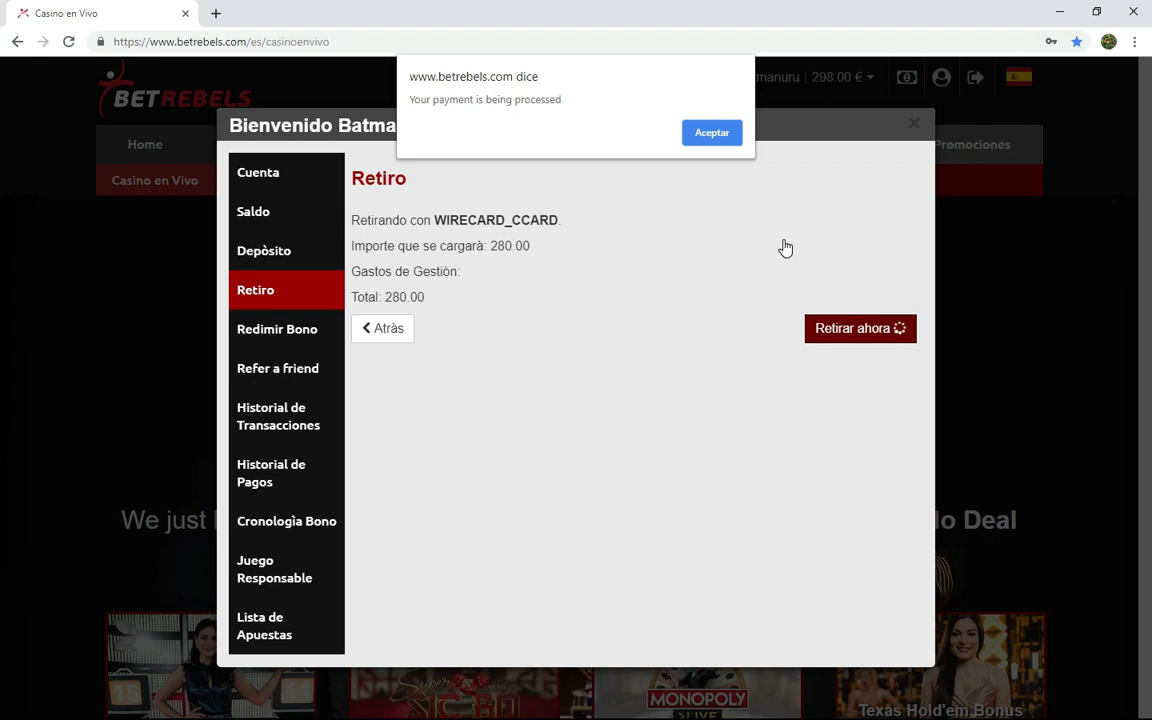 Casino en Vivo
https://www.betrebels.com/es/casinoenvivo
www.betrebels.com dice
Your payment is being processed
Aceptar
BETREBELS
manuru | 298.00 €
Bienvenido Batma
Home
Promociones
Casino en Vivo
Cuenta
Saldo
Depòsito
Retiro
Redimir Bono
Refer a friend
Historial de
Transacciones
Historial de
Pagos
Cronologìa Bono
Juego
Responsable
Lista de
Apuestas
Retiro
Retirando con WIRECARD_CCARD.
Importe que se cargarà: 280.00
Gastos de Gestiòn:
Total: 280.00
Atràs
Retirar ahora
We just
lo Deal
15
MONOPOLY
LIVE
Texas Hold'em Bonus